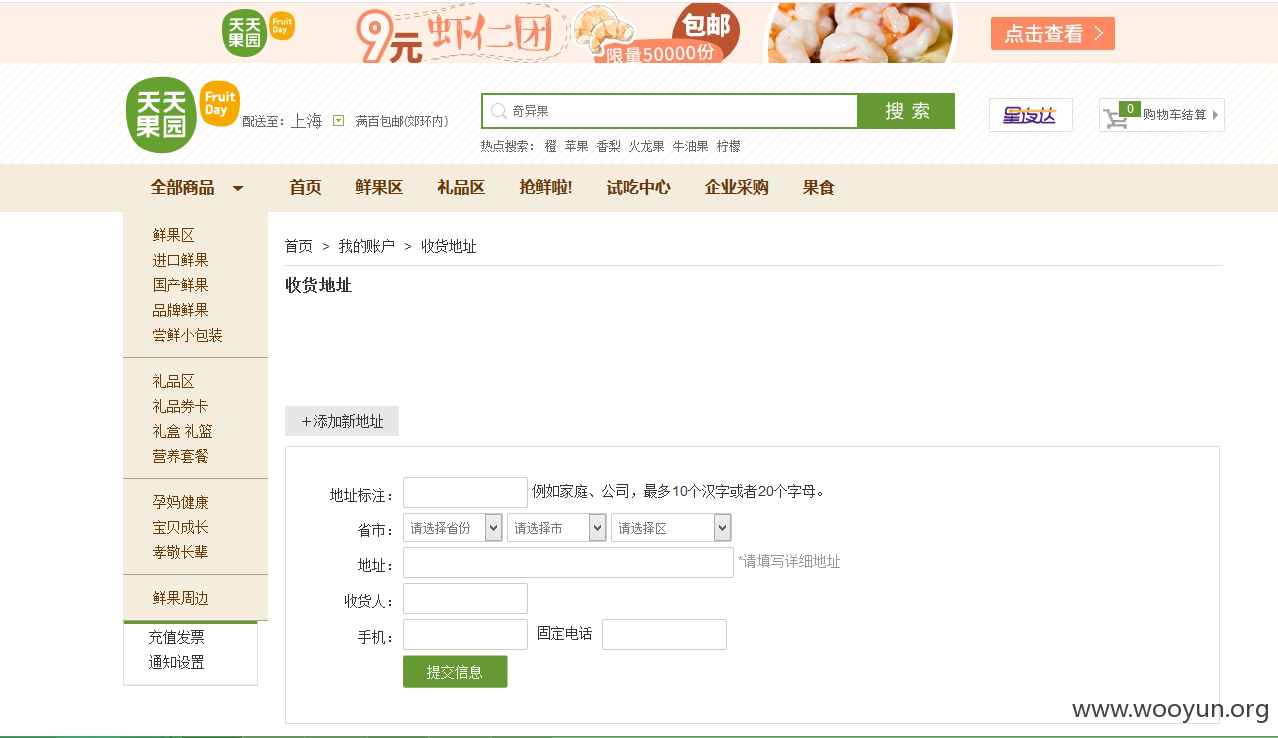 天天果园 Fruit Day 9元 虾仁团 限量50000份 包邮 点击查看 >
天天果园 Fruit Day
配送至：上海 满百包邮(郊环内)
奇异果 搜 索
星夜达 0 购物车结算
热点搜索： 橙 苹果 香梨 火龙果 牛油果 柠檬
全部商品 首页 鲜果区 礼品区 抢鲜啦! 试吃中心 企业采购 果食
鲜果区
进口鲜果
国产鲜果
品牌鲜果
尝鲜小包装
礼品区
礼品券卡
礼盒 礼篮
营养套餐
孕妈健康
宝贝成长
孝敬长辈
鲜果周边
充值发票
通知设置
首页 > 我的账户 > 收货地址
收货地址
＋添加新地址
地址标注： 例如家庭、公司，最多10个汉字或者20个字母。
省市： 请选择省份 请选择市 请选择区
地址： *请填写详细地址
收货人：
手机： 固定电话
提交信息
www.wooyun.org